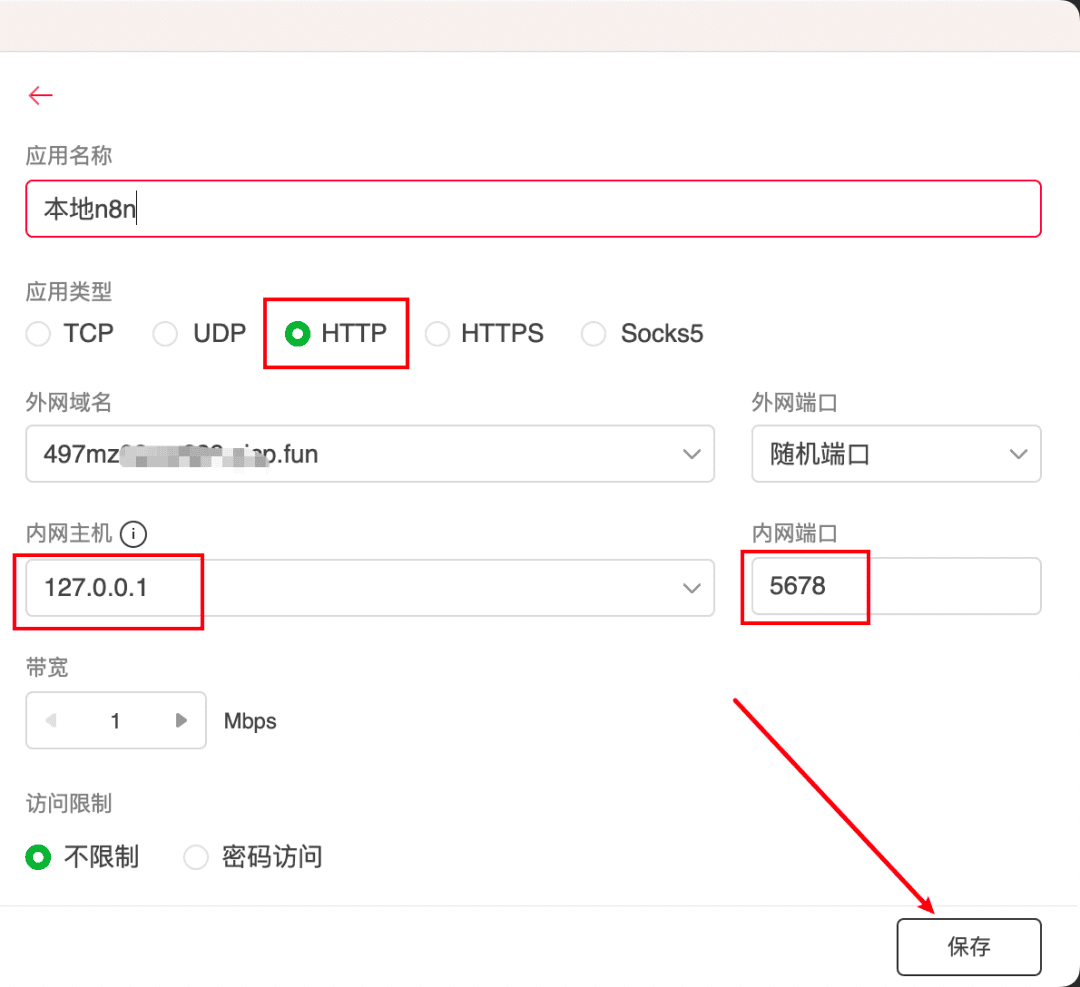 应用名称
本地n8n
应用类型
TCP UDP HTTP HTTPS Socks5
外网域名 外网端口
497mz .fun 随机端口
内网主机 i 内网端口
127.0.0.1 5678
带宽
1 Mbps
访问限制
不限制 密码访问
保存